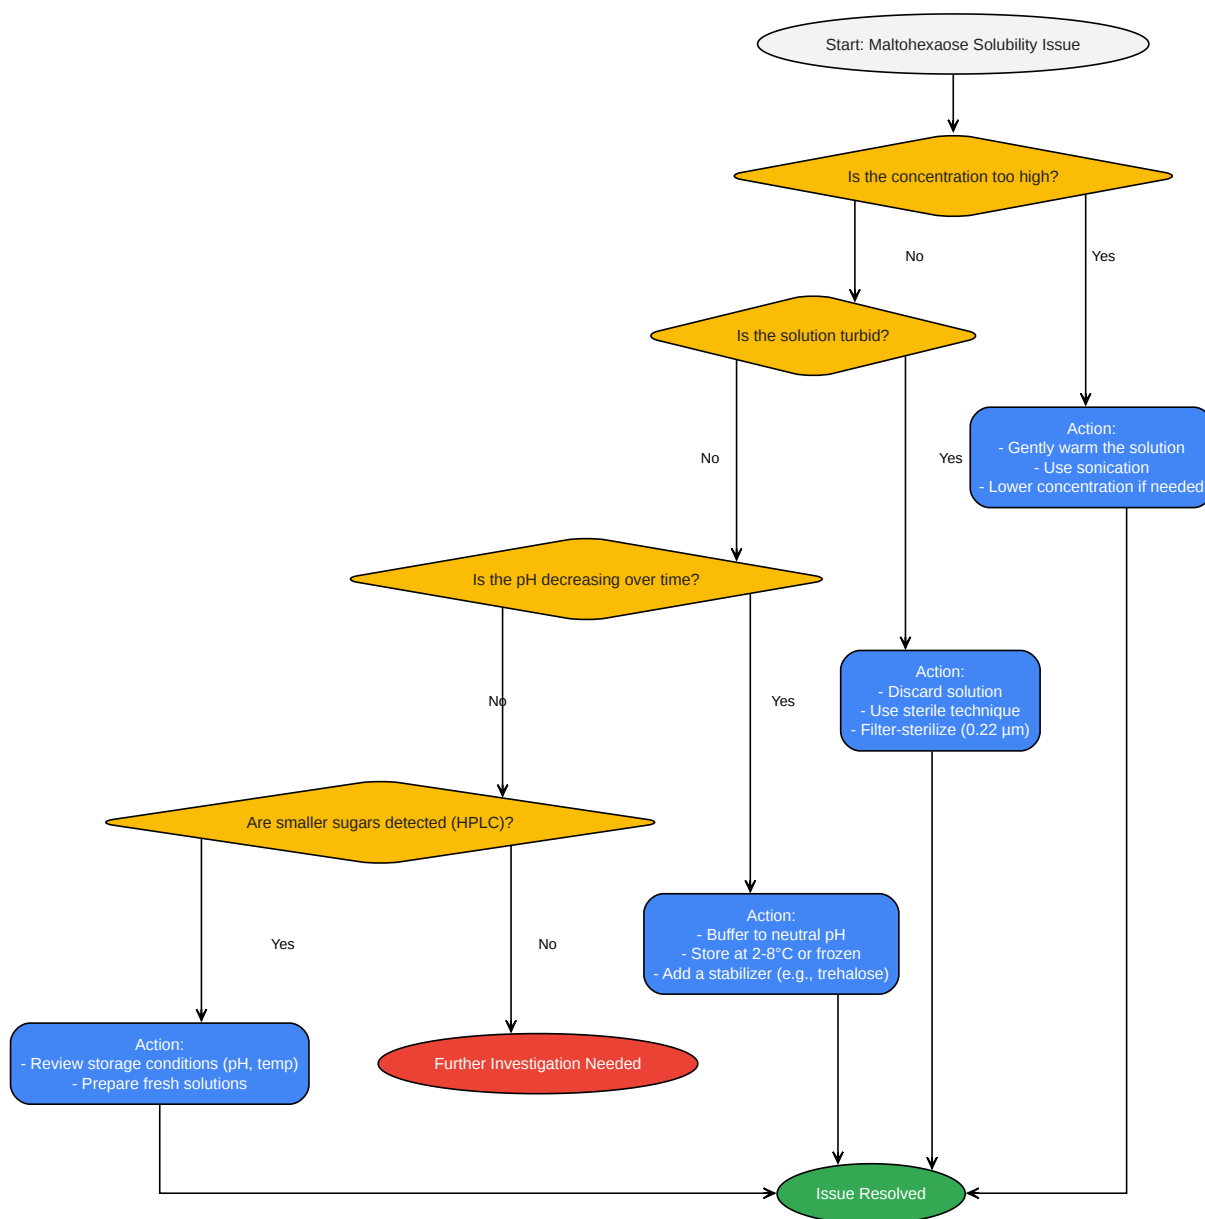 Start: Maltohexaose Solubility Issue
Is the concentration too high?
No
Yes
Is the solution turbid?
Action:
- Gently warm the solution
- Use sonication
- Lower concentration if needed
No
Yes
Is the pH decreasing over time?
Action:
- Discard solution
- Use sterile technique
- Filter-sterilize (0.22 µm)
No
Yes
Are smaller sugars detected (HPLC)?
Action:
- Buffer to neutral pH
- Store at 2-8°C or frozen
- Add a stabilizer (e.g., trehalose)
Yes
No
Action:
- Review storage conditions (pH, temp)
- Prepare fresh solutions
Further Investigation Needed
Issue Resolved